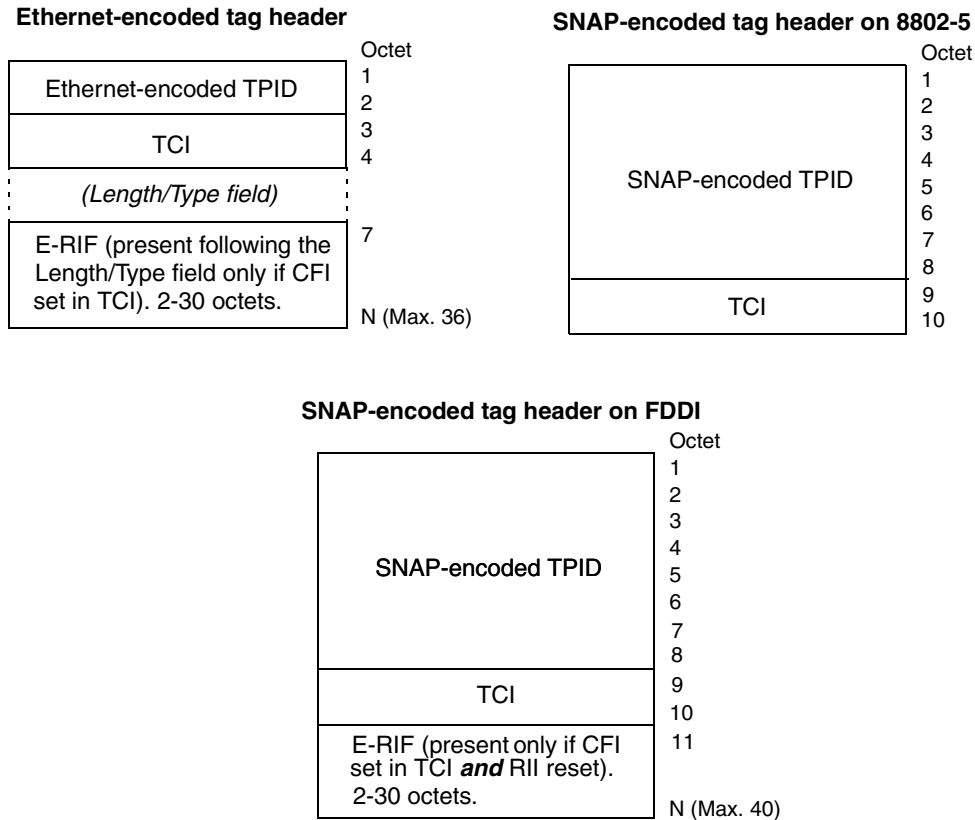 Ethernet-encoded tag header
Octet
Ethernet-encoded TPID
1
2
TCI
3
4
(Length/Type field)
E-RIF (present following the
Length/Type field only if CFI
set in TCI). 2-30 octets.
7
N (Max. 36)
SNAP-encoded tag header on 8802-5
Octet
SNAP-encoded TPID
1
2
3
4
5
6
7
8
TCI
9
10
SNAP-encoded tag header on FDDI
Octet
SNAP-encoded TPID
1
2
3
4
5
6
7
8
TCI
9
10
E-RIF (present only if CFI
set in TCI and RII reset).
2-30 octets.
11
N (Max. 40)